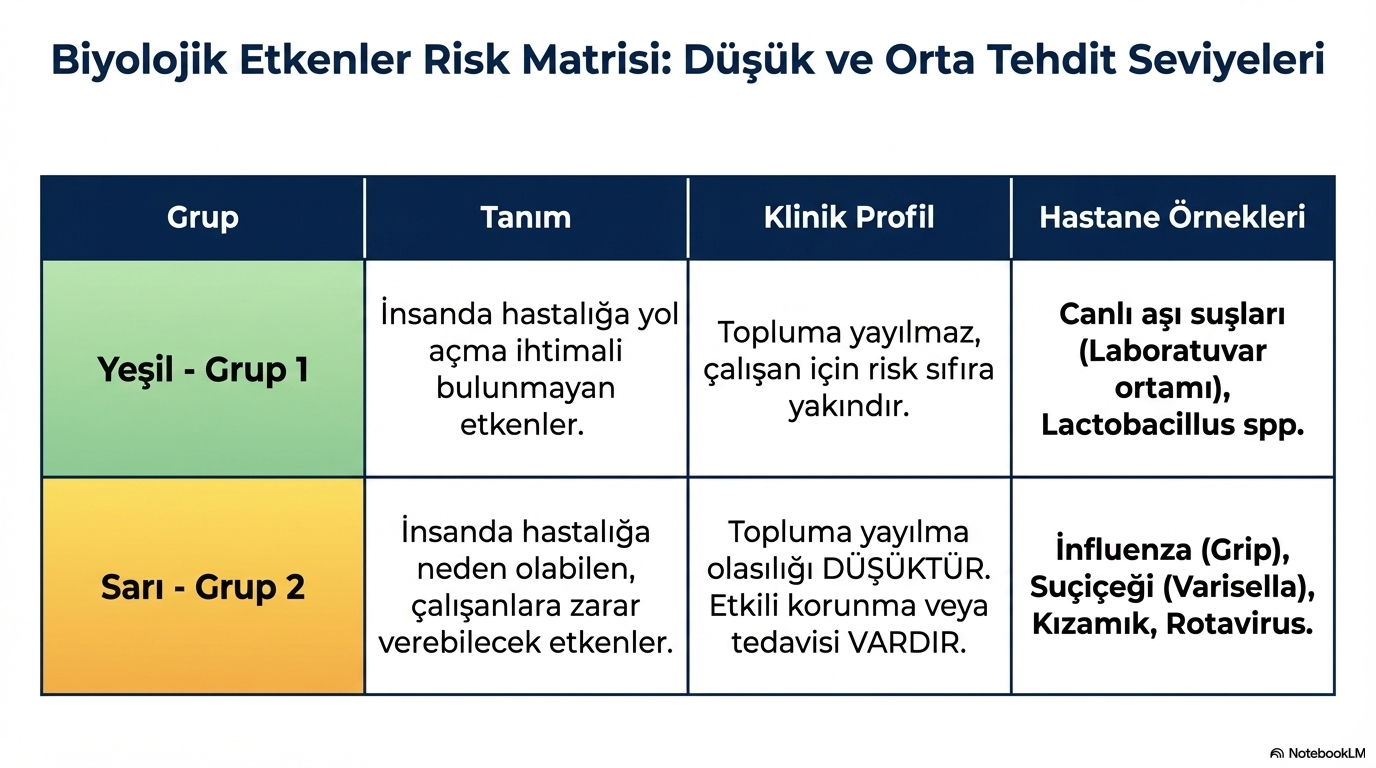 Biyolojik Etkenler Risk Matrisi: Düşük ve Orta Tehdit Seviyeleri
Grup
Tanım
Klinik Profil
Hastane Örnekleri
Yeşil - Grup 1
İnsanda hastalığa yol
açma ihtimali
bulunmayan
etkenler.
Topluma yayılmaz,
çalışan için risk sıfıra
yakındır.
Canlı aşı suşları
(Laboratuvar
ortamı),
Lactobacillus spp.
Sarı - Grup 2
İnsanda hastalığa
neden olabilen,
çalışanlara zarar
verebilecek etkenler.
Topluma yayılma
olasılığı DÜŞÜKTÜR.
Etkili korunma veya
tedavisi VARDIR.
İnfluenza (Grip),
Suçiçeği (Varisella),
Kızamık, Rotavirus.
NotebookLM